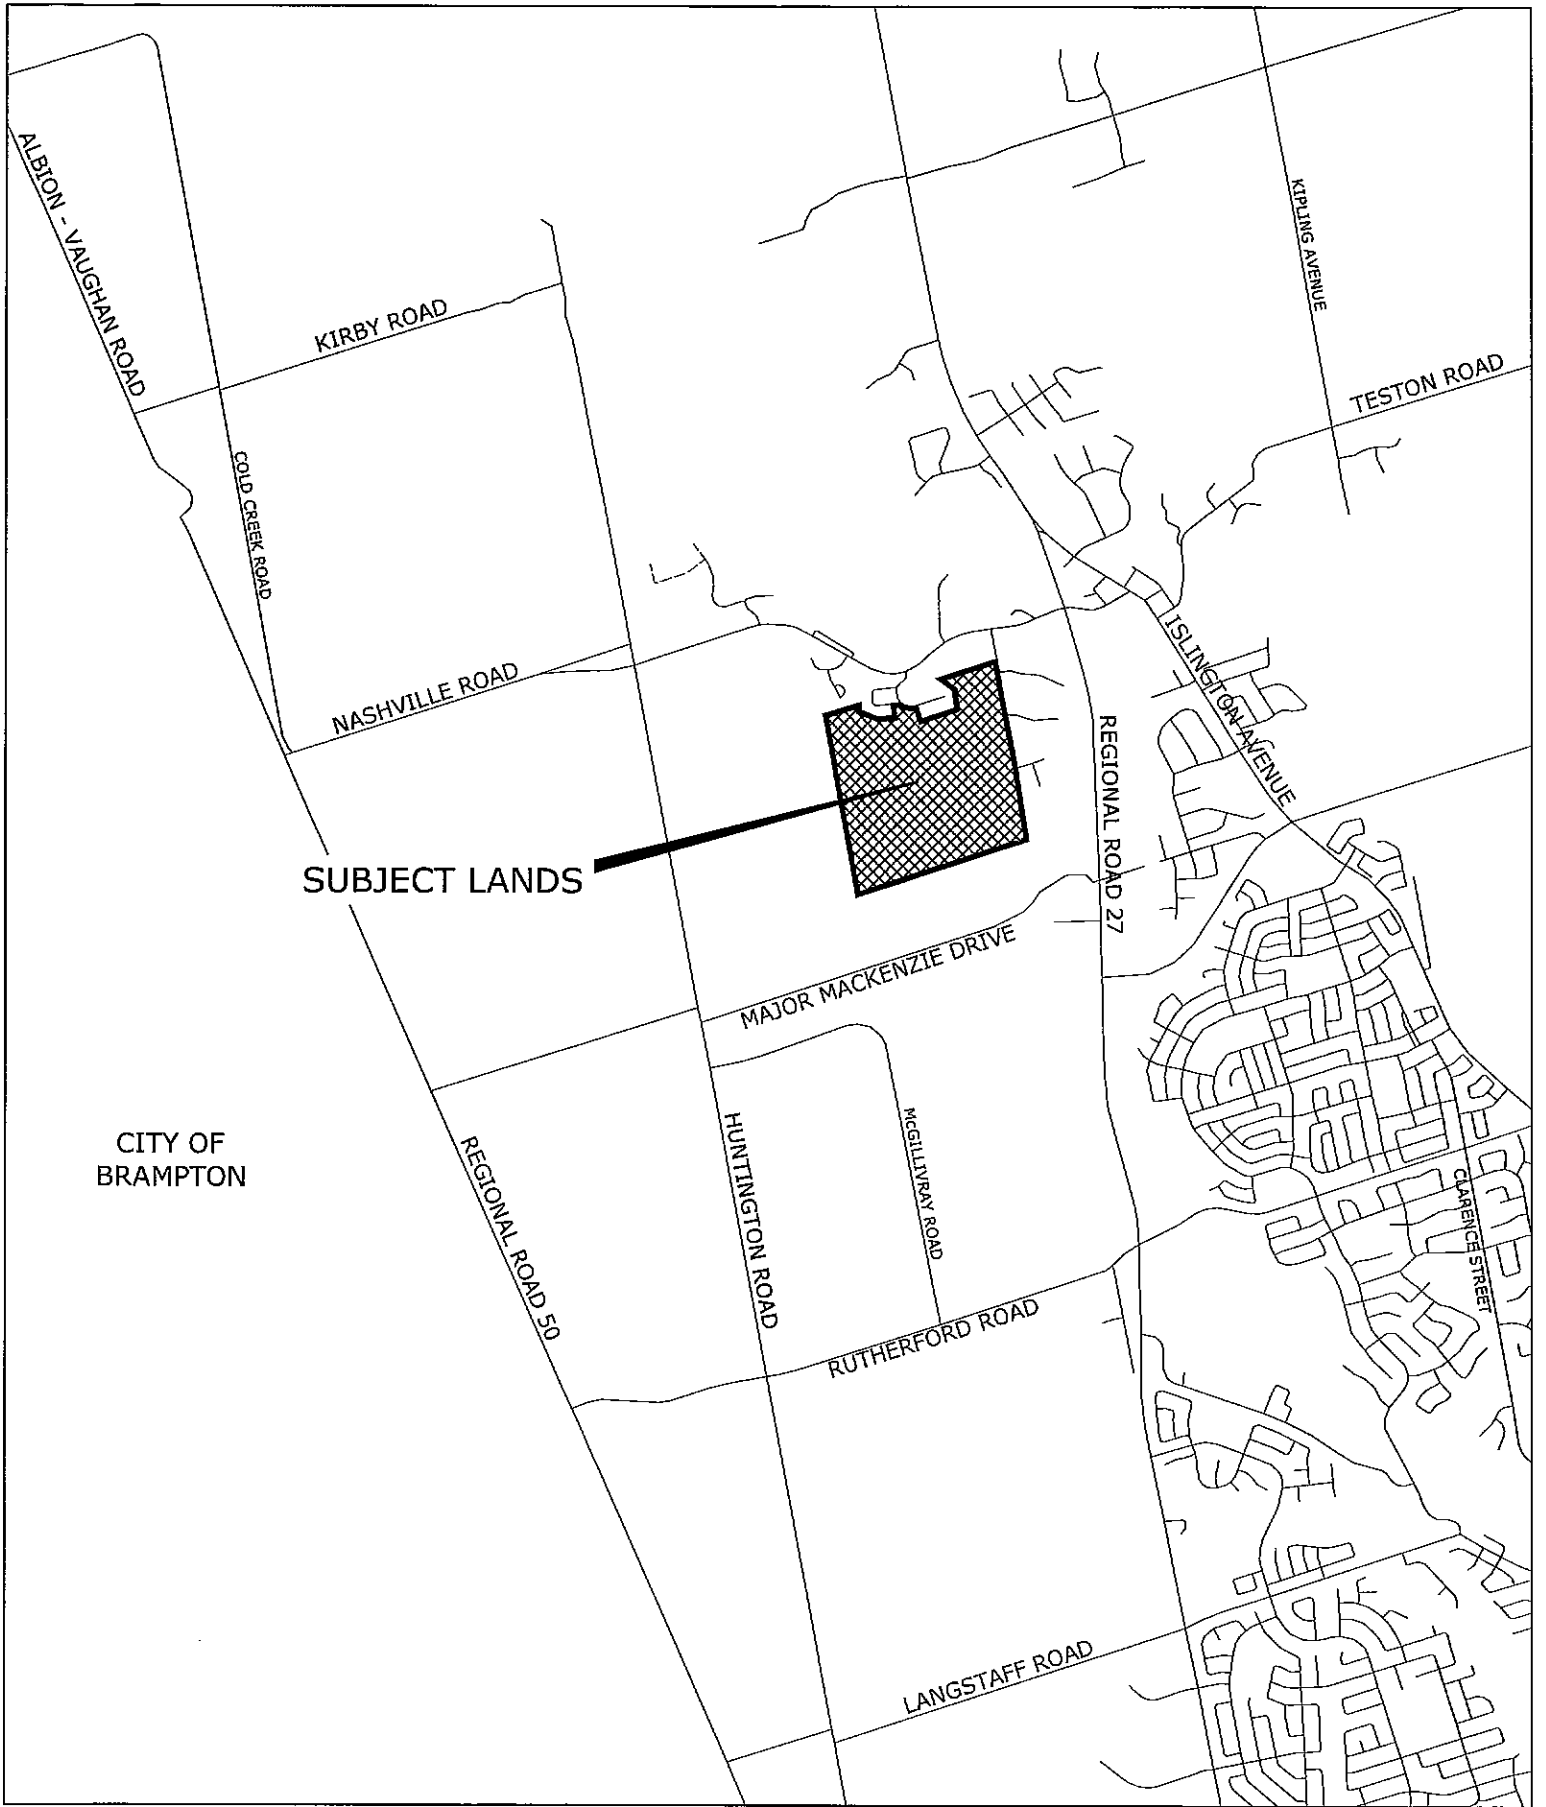 ALBION - VAUGHAN ROAD
KIPLING AVENUE
KIRBY ROAD
TESTON ROAD
COLD CREEK ROAD
NASHVILLE ROAD
ISLINGTON AVENUE
REGIONAL ROAD 27
SUBJECT LANDS
MAJOR MACKENZIE DRIVE
CITY OF
BRAMPTON
REGIONAL ROAD 50
HUNTINGTON ROAD
McGILLIVRAY ROAD
CLARENCE STREET
RUTHERFORD ROAD
LANGSTAFF ROAD